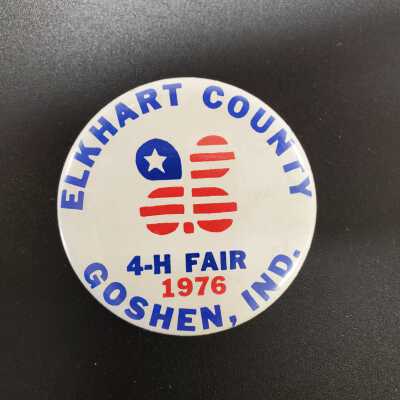 ELKHART COUNTY
4-H FAIR
1976
GOSHEN, IND.